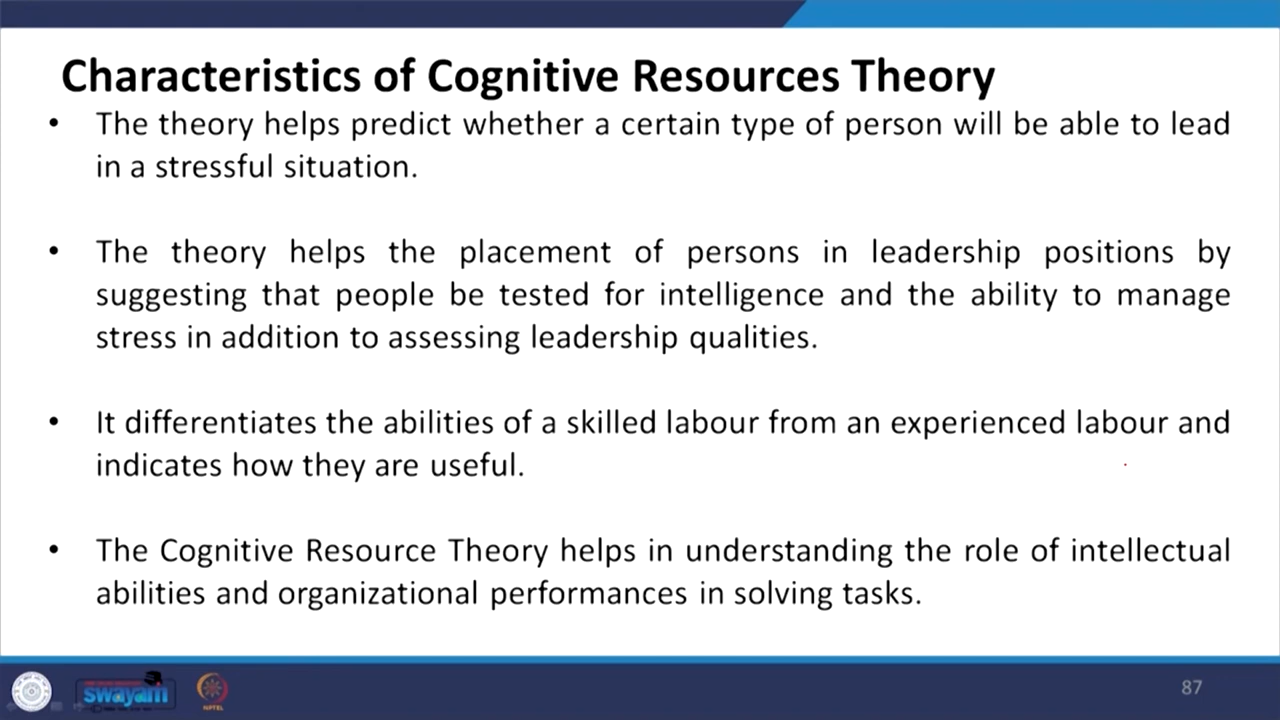 Characteristics of Cognitive Resources Theory
• The theory helps predict whether a certain type of person will be able to lead
in a stressful situation.
• The theory helps the placement of persons in leadership positions by
suggesting that people be tested for intelligence and the ability to manage
stress in addition to assessing leadership qualities.
• It differentiates the abilities of a skilled labour from an experienced labour and
indicates how they are useful.
• The Cognitive Resource Theory helps in understanding the role of intellectual
abilities and organizational performances in solving tasks.
swayam
NPTEL
87